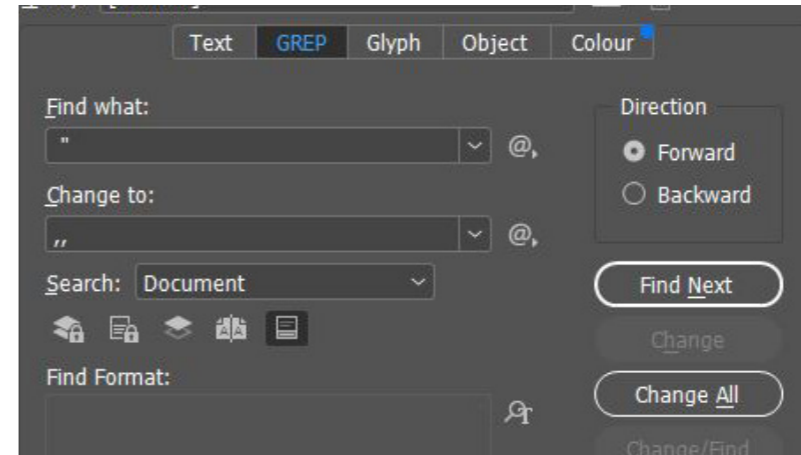 Text GREP Glyph Object Colour
Find what:
"
@,
Change to:
,,
@,
Search: Document
Find Format:
Direction
Forward
Backward
Find Next
Change
Change All
Change/Find